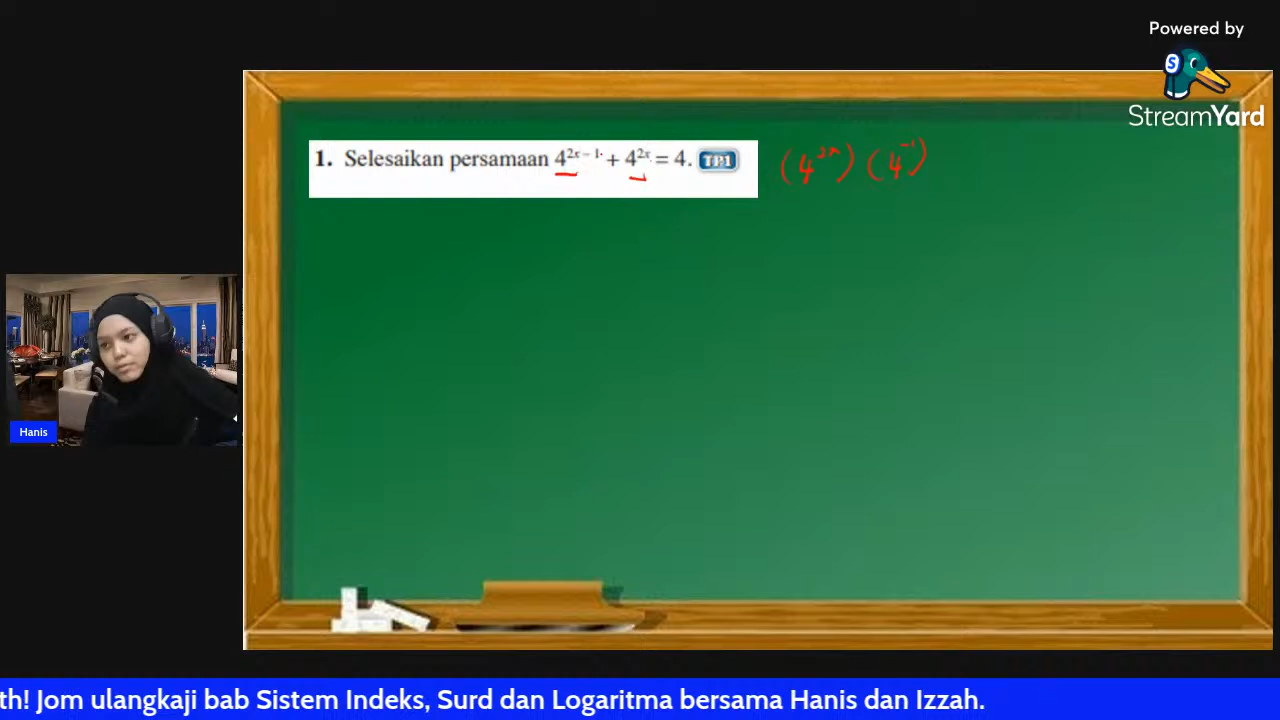 Powered by
StreamYard
1. Selesaikan persamaan 4^{2x – 1} + 4^{2x} = 4. TP1
(4^{2x}) (4^{-1})
Hanis
th! Jom ulangkaji bab Sistem Indeks, Surd dan Logaritma bersama Hanis dan Izzah.